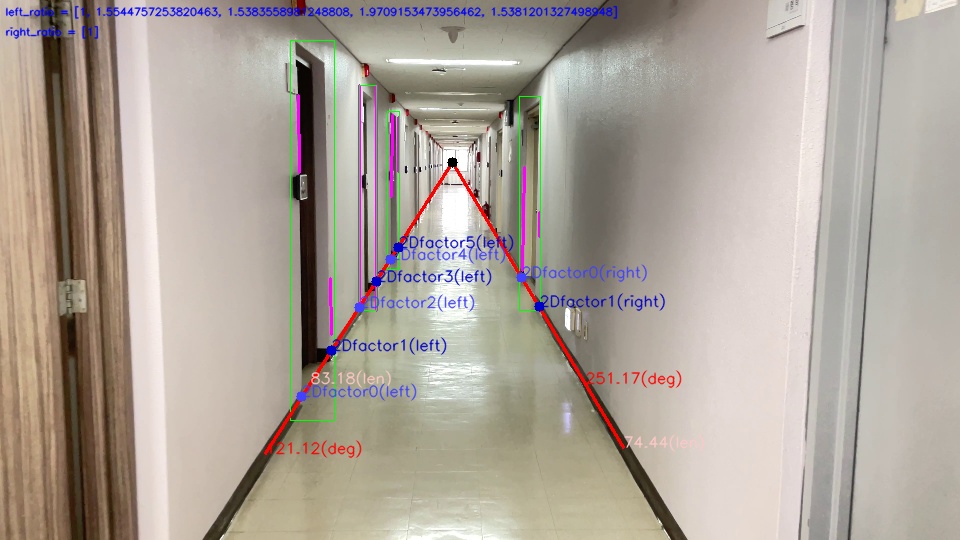 left_ratio = [1, 1.5544757253820463, 1.5383558981248808, 1.9709153473956462, 1.5381201327498948]
right_ratio = [1]
2Dfactor5(left)
2Dfactor4(left)
2Dfactor3(left)
2Dfactor0(right)
2Dfactor2(left)
2Dfactor1(right)
2Dfactor1(left)
83.18(len)
251.17(deg)
2Dfactor0(left)
121.12(deg)
74.44(len)